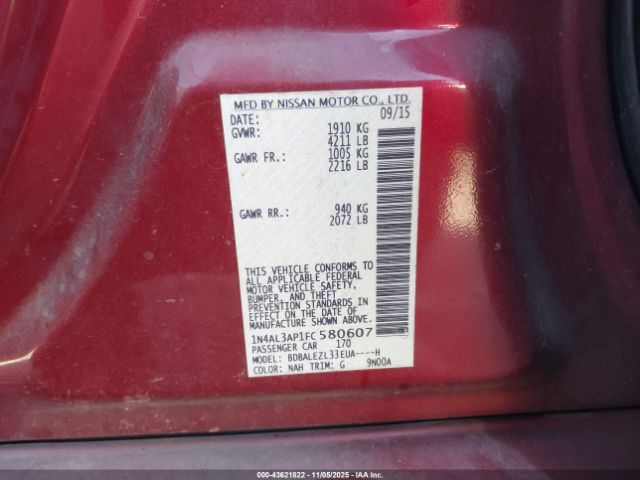 MFD BY NISSAN MOTOR CO., LTD.
DATE: 09/15
GVWR: 1910 KG
4211 LB
GAWR FR.: 1005 KG
2216 LB
GAWR RR.: 940 KG
2072 LB
THIS VEHICLE CONFORMS TO
ALL APPLICABLE FEDERAL
MOTOR VEHICLE SAFETY,
BUMPER, AND THEFT
PREVENTION STANDARDS IN
EFFECT ON THE DATE OF
MANUFACTURE SHOWN ABOVE.
1N4AL3AP1FC580607
PASSENGER CAR 170
MODEL: BDBALEZL33EUA----H
COLOR: NAH TRIM: G 9N00A
00-43621822 - 11/05/2025 - IAA Inc.